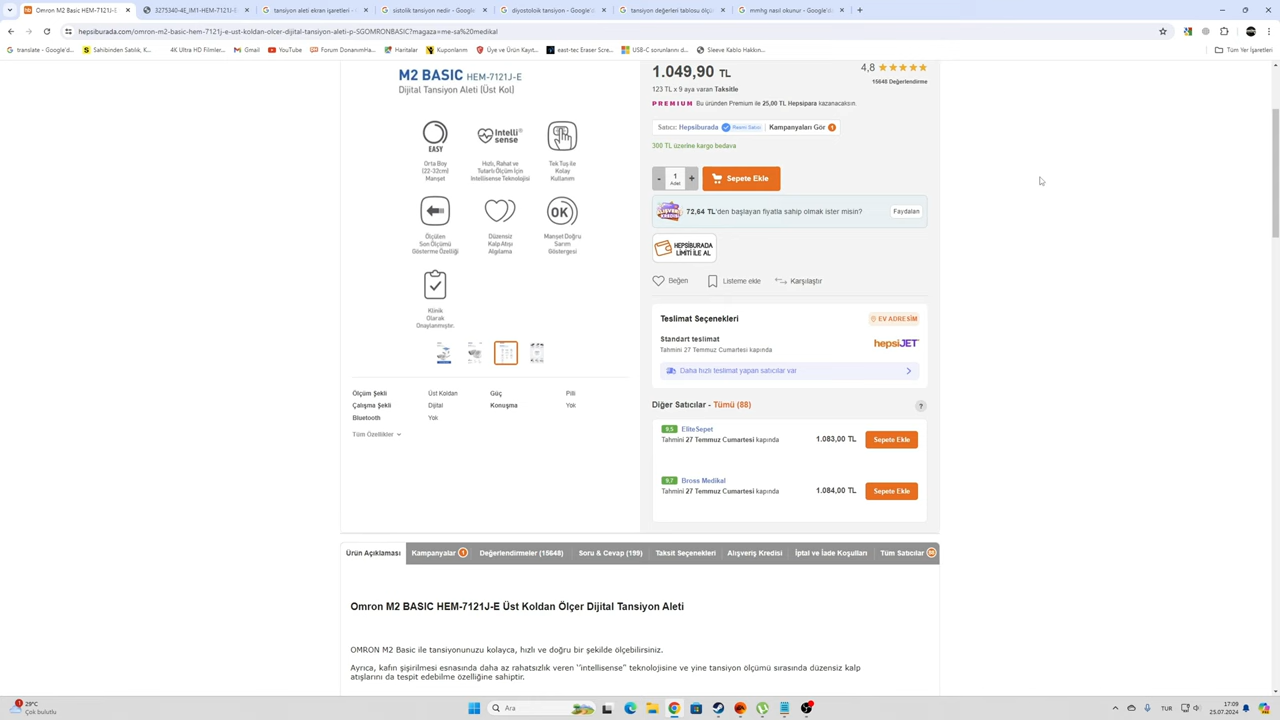 Omron M2 Basic HEM-7121J-E
3275340-4E_IM1-HEM-7121J-E
tansiyon aleti ekran işaretleri -
sistolik tansiyon nedir - Google
diyostoloik tansiyon - Google'd
tansiyon değerleri tablosu ölçü
mmhg nasıl okunur - Google'da
hepsiburada.com/omron-m2-basic-hem-7121j-e-ust-koldan-olcer-dijital-tansiyon-aleti-p-SGOMRONBASIC?magaza=me-sa%20medikal
translate - Google'd...
Sahibinden Satılık, K...
4K Ultra HD Filmler...
Gmail
YouTube
Forum DonanımHa...
Haritalar
Kuponlarım
Üye ve Ürün Kayıt...
east-tec Eraser Scre...
USB-C sorunlarını d...
Sleeve Kablo Hakkın...
Tüm Yer İşaretleri
M2 BASIC HEM-7121J-E
Dijital Tansiyon Aleti (Üst Kol)
EASY
Orta Boy
(22-32cm)
Manşet
Intelli
sense
Hızlı, Rahat ve
Tutarlı Ölçüm İçin
Intellisense Teknolojisi
Tek Tuş ile
Kolay
Kullanım
Ölçülen
Son Ölçümü
Gösterme Özelliği
Düzensiz
Kalp Atışı
Algılama
OK
Manşet Doğru
Sarım
Göstergesi
Klinik
Olarak
Onaylanmıştır.
Ölçüm Şekli Üst Koldan Güç Pilli
Çalışma Şekli Dijital Konuşma Yok
Bluetooth Yok
Tüm Özellikler
1.049,90 TL
4,8
15648 Değerlendirme
123 TL x 9 aya varan Taksitle
PREMIUM Bu üründen Premium ile 25,00 TL Hepsipara kazanacaksın.
Satıcı: Hepsiburada Resmi Satıcı Kampanyaları Gör 1
300 TL üzerine kargo bedava
- 1 Adet + Sepete Ekle
ALIŞVERİŞ KREDİSİ
72,64 TL'den başlayan fiyatla sahip olmak ister misin? Faydalan
HEPSİBURADA
LİMİTİ İLE AL
Beğen Listeme ekle Karşılaştır
Teslimat Seçenekleri EV ADRESİM
Standart teslimat
hepsiJET
Tahmini 27 Temmuz Cumartesi kapında
Daha hızlı teslimat yapan satıcılar var
Diğer Satıcılar - Tümü (88) ?
9.5 EliteSepet
Tahmini 27 Temmuz Cumartesi kapında 1.083,00 TL Sepete Ekle
9.7 Bross Medikal
Tahmini 27 Temmuz Cumartesi kapında 1.084,00 TL Sepete Ekle
Ürün Açıklaması Kampanyalar 1 Değerlendirmeler (15648) Soru & Cevap (199) Taksit Seçenekleri Alışveriş Kredisi İptal ve İade Koşulları Tüm Satıcılar
Omron M2 BASIC HEM-7121J-E Üst Koldan Ölçer Dijital Tansiyon Aleti
OMRON M2 Basic ile tansiyonunuzu kolayca, hızlı ve doğru bir şekilde ölçebilirsiniz.
Ayrıca, kafın şişirilmesi esnasında daha az rahatsızlık veren ''intellisense" teknolojisine ve yine tansiyon ölçümü sırasında düzensiz kalp
atışlarını da tespit edebilme özelliğine sahiptir.
29°C
Çok bulutlu
Ara
TUR
17:09
25.07.2024